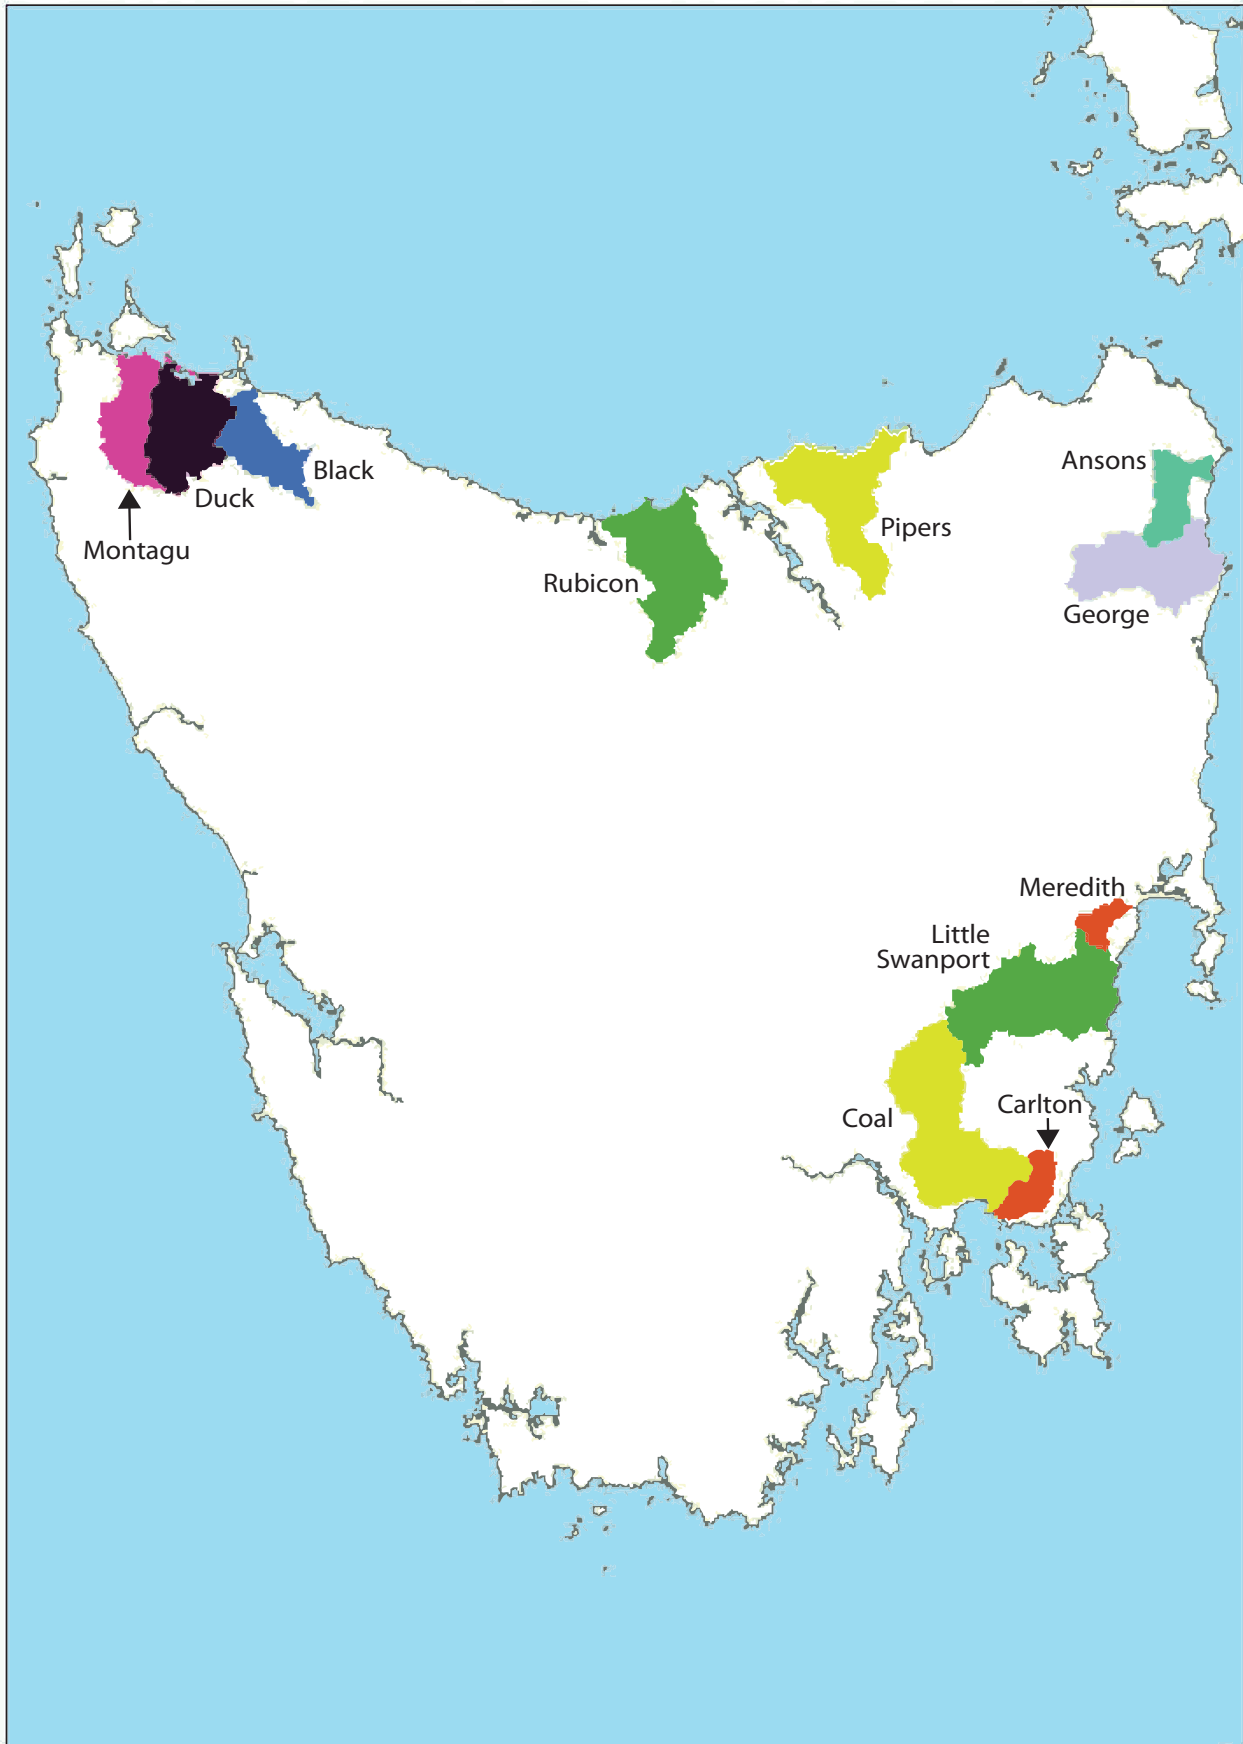 Ansons
Black
Duck
Pipers
Montagu
Rubicon
George
Meredith
Little
Swanport
Carlton
Coal